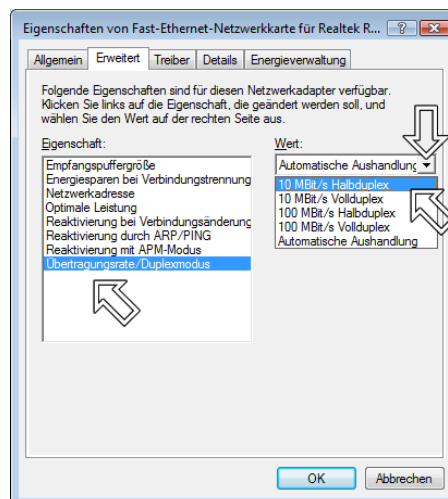 Eigenschaften von Fast-Ethernet-Netzwerkkarte für Realtek R...
Allgemein Erweitert Treiber Details Energieverwaltung
Folgende Eigenschaften sind für diesen Netzwerkadapter verfügbar.
Klicken Sie links auf die Eigenschaft, die geändert werden soll, und
wählen Sie den Wert auf der rechten Seite aus.
Eigenschaft:
Empfangspuffergröße
Energiesparen bei Verbindungstrennung
Netzwerkadresse
Optimale Leistung
Reaktivierung bei Verbindungsänderung
Reaktivierung durch ARP/PING
Reaktivierung mit APM-Modus
Übertragungsrate/Duplexmodus
Wert:
Automatische Aushandlung
10 MBit/s Halbduplex
10 MBit/s Vollduplex
100 MBit/s Halbduplex
100 MBit/s Vollduplex
Automatische Aushandlung
OK Abbrechen